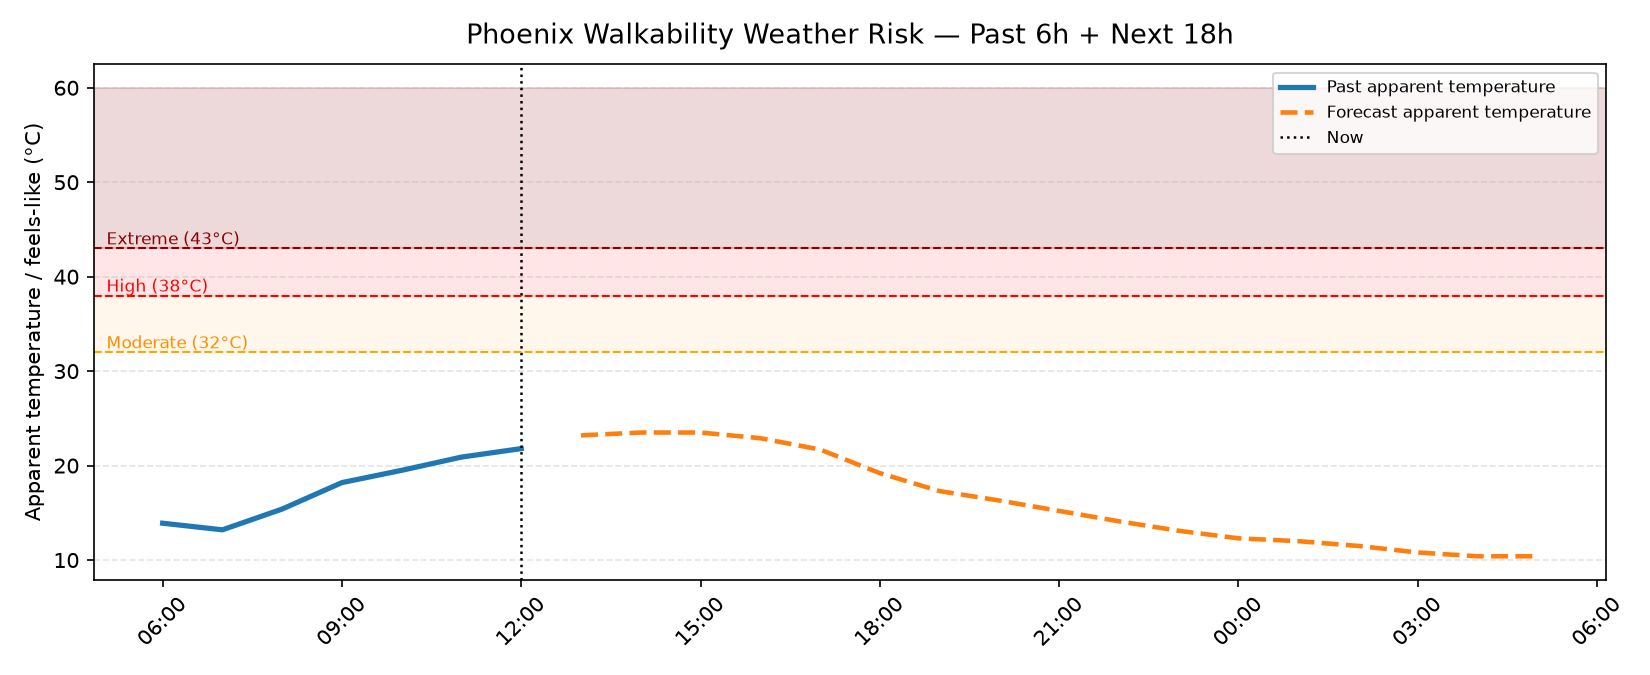 Phoenix Walkability Weather Risk — Past 6h + Next 18h
Apparent temperature / feels-like (°C)
60
50
40
30
20
10
Extreme (43°C)
High (38°C)
Moderate (32°C)
Past apparent temperature
Forecast apparent temperature
Now
06:00
09:00
12:00
15:00
18:00
21:00
00:00
03:00
06:00